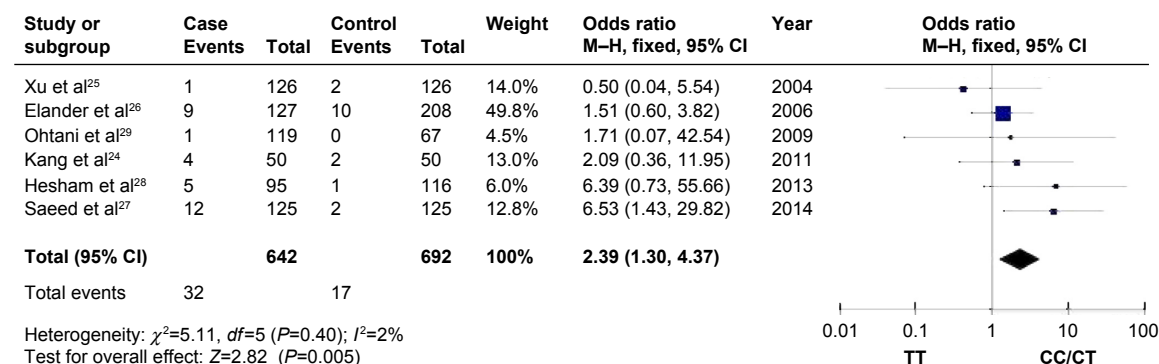 Study or subgroup Case Events Total Control Events Total Weight Odds ratio M–H, fixed, 95% CI Year Odds ratio M–H, fixed, 95% CI
Xu et al25 1 126 2 126 14.0% 0.50 (0.04, 5.54) 2004
Elander et al26 9 127 10 208 49.8% 1.51 (0.60, 3.82) 2006
Ohtani et al29 1 119 0 67 4.5% 1.71 (0.07, 42.54) 2009
Kang et al24 4 50 2 50 13.0% 2.09 (0.36, 11.95) 2011
Hesham et al28 5 95 1 116 6.0% 6.39 (0.73, 55.66) 2013
Saeed et al27 12 125 2 125 12.8% 6.53 (1.43, 29.82) 2014
Total (95% CI) 642 692 100% 2.39 (1.30, 4.37)
Total events 32 17
Heterogeneity: χ2=5.11, df=5 (P=0.40); I2=2%
Test for overall effect: Z=2.82 (P=0.005)
0.01 0.1 1 10 100
TT CC/CT